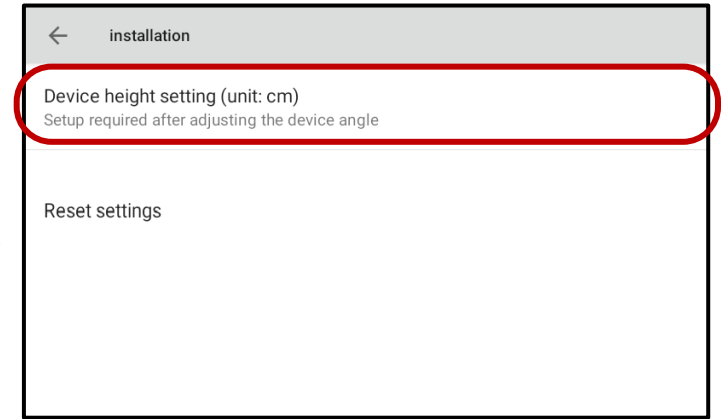 installation
Device height setting (unit: cm)
Setup required after adjusting the device angle
Reset settings